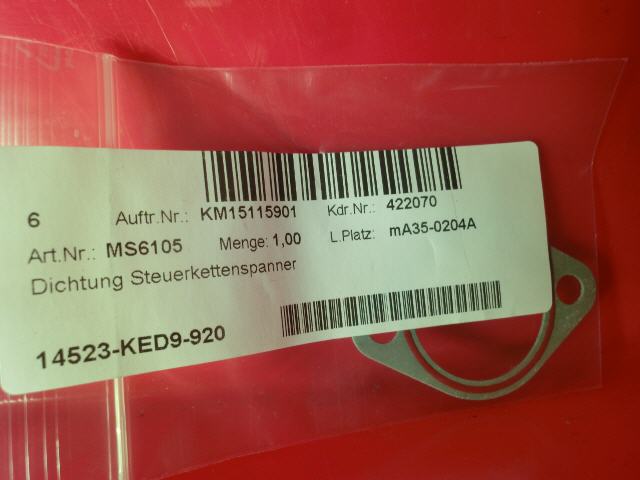 6 Auftr.Nr.: KM15115901 Kdr.Nr.: 422070
Art.Nr.: MS6105 Menge: 1,00 L.Platz: mA35-0204A
Dichtung Steuerkettenspanner
14523-KED9-920